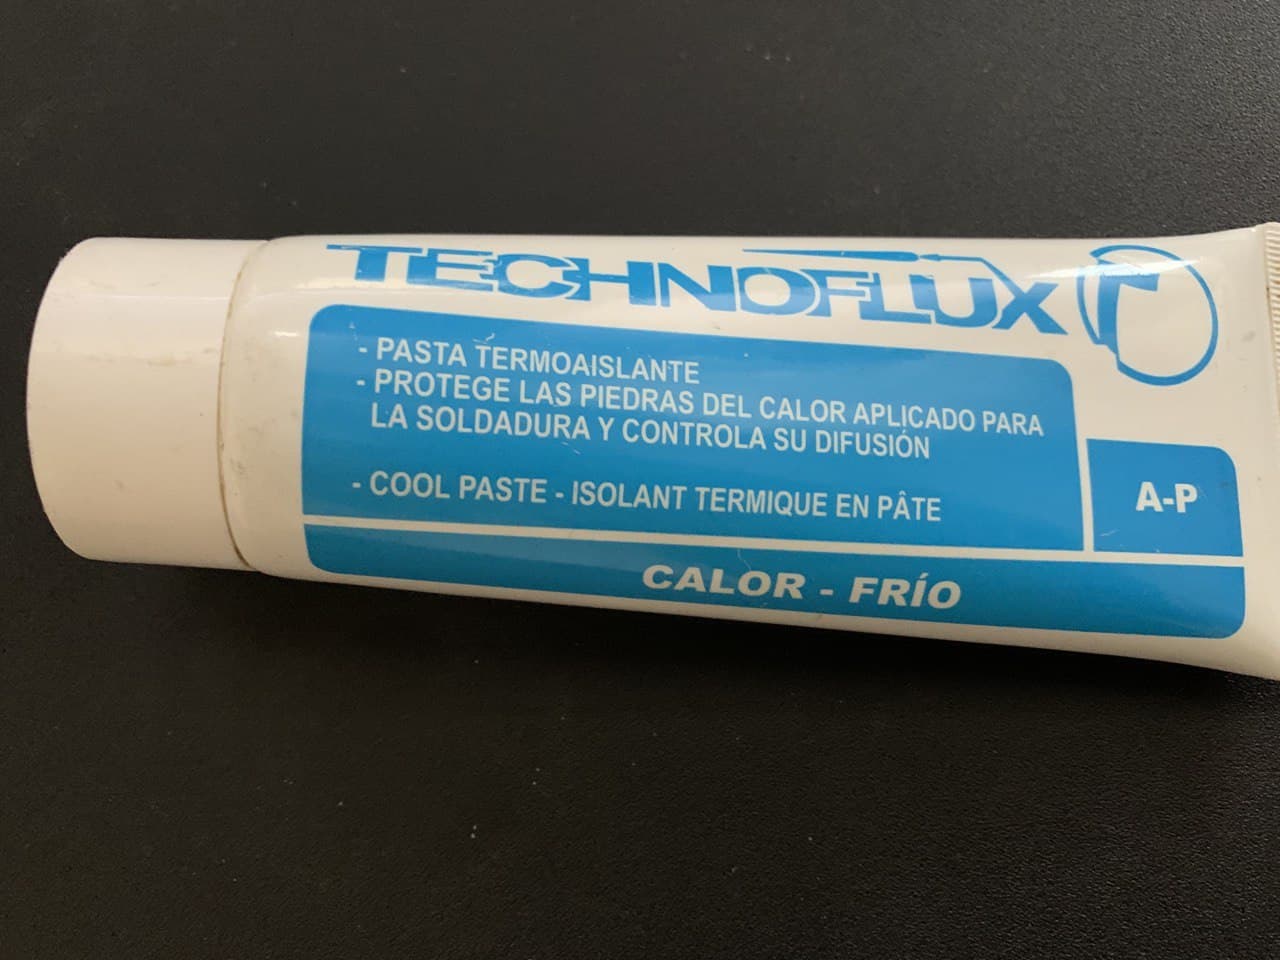 TECHNOFLUX
- PASTA TERMOAISLANTE
- PROTEGE LAS PIEDRAS DEL CALOR APLICADO PARA
LA SOLDADURA Y CONTROLA SU DIFUSIÓN
- COOL PASTE - ISOLANT TERMIQUE EN PÂTE
A-P
CALOR - FRÍO